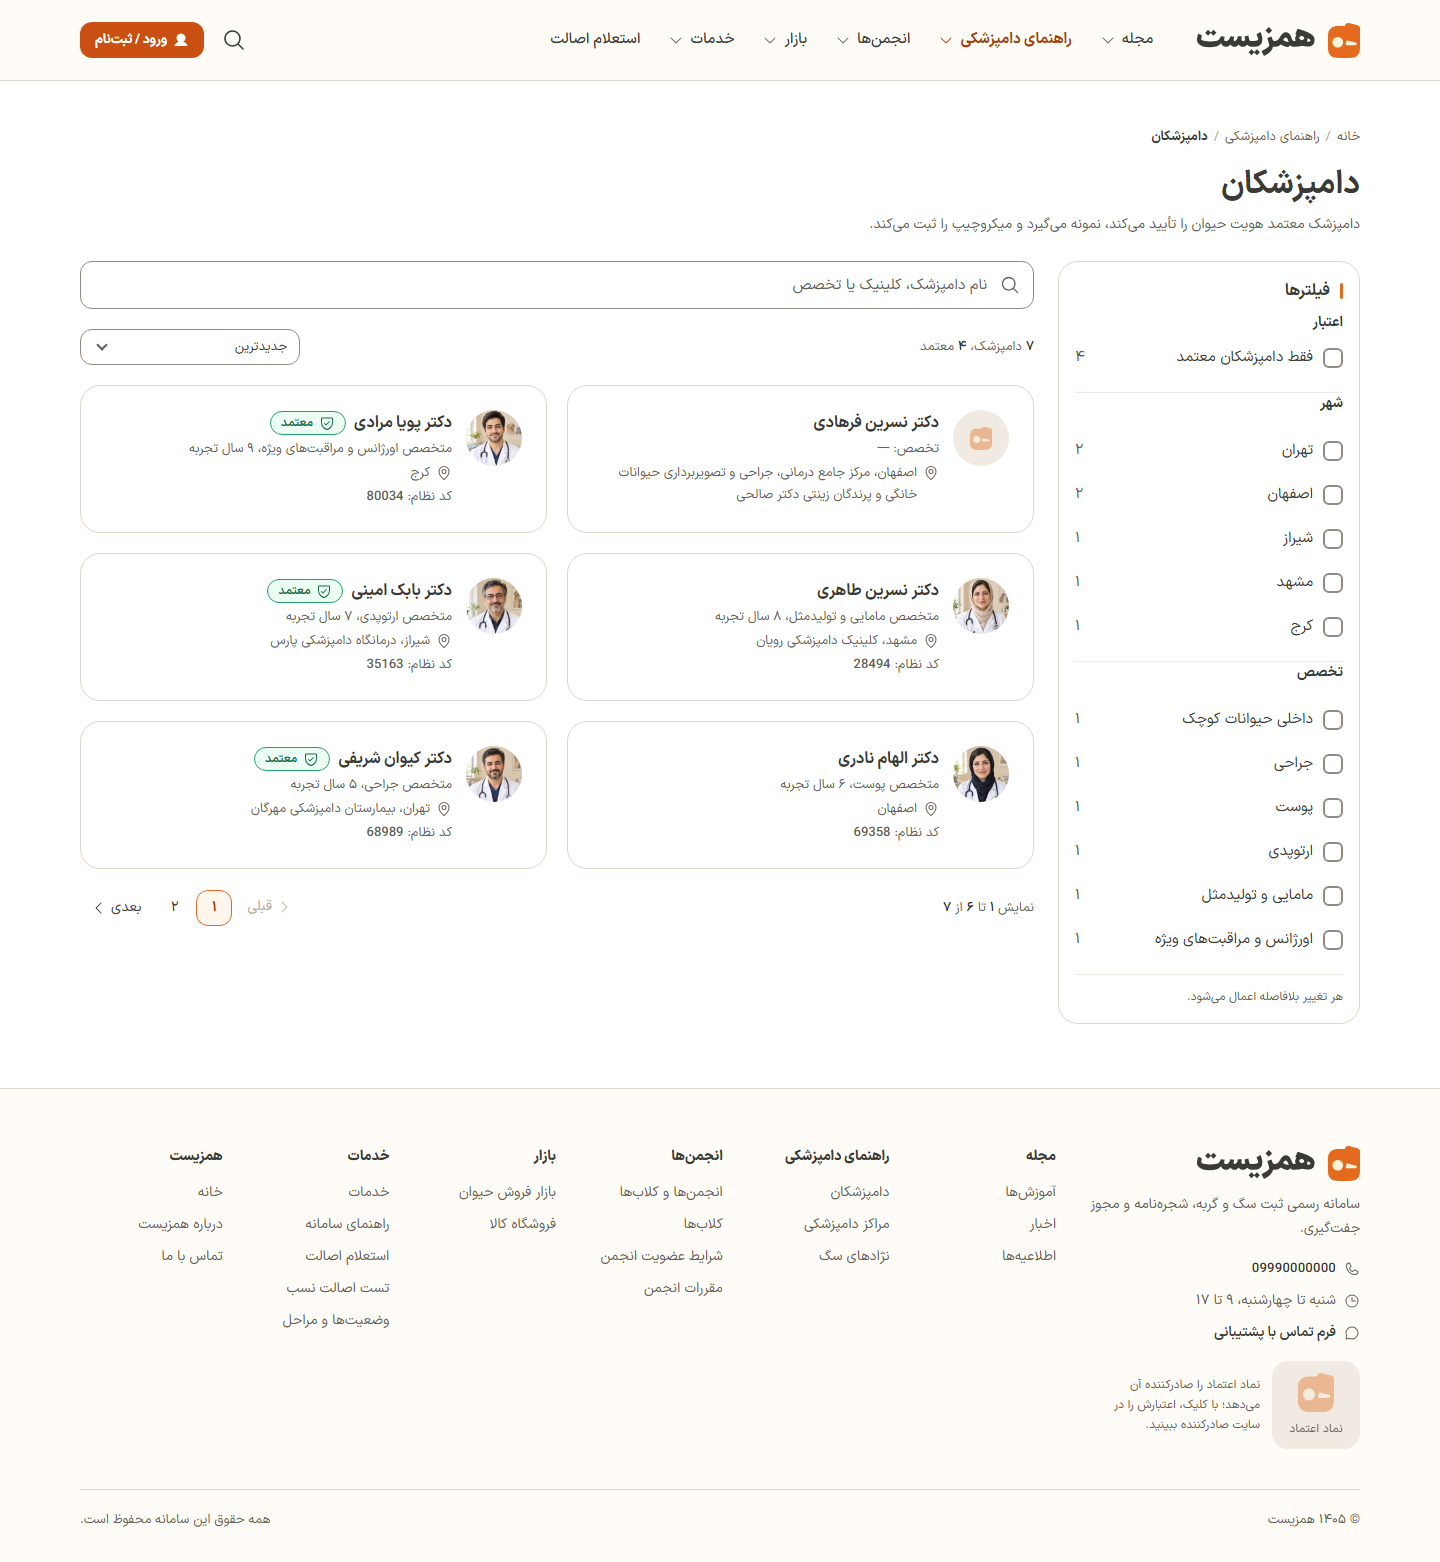 همزیست
مجله
راهنمای دامپزشکی
انجمن‌ها
بازار
خدمات
استعلام اصالت
ورود / ثبت‌نام
خانه / راهنمای دامپزشکی / دامپزشکان
دامپزشکان
دامپزشک معتمد هویت حیوان را تأیید می‌کند، نمونه می‌گیرد و میکروچیپ را ثبت می‌کند.
فیلترها
اعتبار
فقط دامپزشکان معتمد ۴
شهر
تهران ۲
اصفهان ۲
شیراز ۱
مشهد ۱
کرج ۱
تخصص
داخلی حیوانات کوچک ۱
جراحی ۱
پوست ۱
ارتوپدی ۱
مامایی و تولیدمثل ۱
اورژانس و مراقبت‌های ویژه ۱
هر تغییر بلافاصله اعمال می‌شود.
نام دامپزشک، کلینیک یا تخصص
۷ دامپزشک، ۴ معتمد
جدیدترین
دکتر نسرین فرهادی
تخصص: —
اصفهان، مرکز جامع درمانی، جراحی و تصویربرداری حیوانات
خانگی و پرندگان زینتی دکتر صالحی
دکتر پویا مرادی معتمد
متخصص اورژانس و مراقبت‌های ویژه، ۹ سال تجربه
کرج
کد نظام: 80034
دکتر نسرین طاهری
متخصص مامایی و تولیدمثل، ۸ سال تجربه
مشهد، کلینیک دامپزشکی رویان
کد نظام: 28494
دکتر بابک امینی معتمد
متخصص ارتوپدی، ۷ سال تجربه
شیراز، درمانگاه دامپزشکی پارس
کد نظام: 35163
دکتر الهام نادری
متخصص پوست، ۶ سال تجربه
اصفهان
کد نظام: 69358
دکتر کیوان شریفی معتمد
متخصص جراحی، ۵ سال تجربه
تهران، بیمارستان دامپزشکی مهرگان
کد نظام: 68989
نمایش ۱ تا ۶ از ۷
قبلی ۱ ۲ بعدی
همزیست
سامانه رسمی ثبت سگ و گربه، شجره‌نامه و مجوز
جفت‌گیری.
09990000000
شنبه تا چهارشنبه، ۹ تا ۱۷
فرم تماس با پشتیبانی
نماد اعتماد
نماد اعتماد را صادرکننده آن
می‌دهد؛ با کلیک، اعتبارش را در
سایت صادرکننده ببینید.
مجله
آموزش‌ها
اخبار
اطلاعیه‌ها
راهنمای دامپزشکی
دامپزشکان
مراکز دامپزشکی
نژادهای سگ
انجمن‌ها
انجمن‌ها و کلاب‌ها
کلاب‌ها
شرایط عضویت انجمن
مقررات انجمن
بازار
بازار فروش حیوان
فروشگاه کالا
خدمات
خدمات
راهنمای سامانه
استعلام اصالت
تست اصالت نسب
وضعیت‌ها و مراحل
همزیست
خانه
درباره همزیست
تماس با ما
© ۱۴۰۵ همزیست
همه حقوق این سامانه محفوظ است.